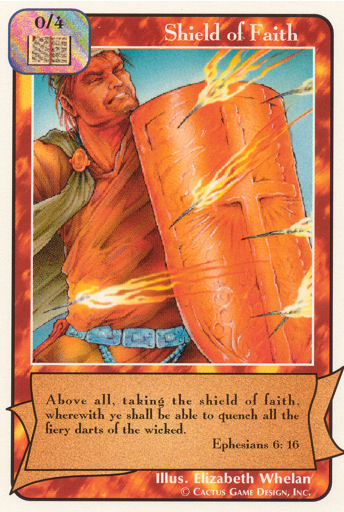 0/4
Shield of Faith
Above all, taking the shield of faith,
wherewith ye shall be able to quench all the
fiery darts of the wicked.
Ephesians 6: 16
Illus. Elizabeth Whelan
© Cactus Game Design, Inc.